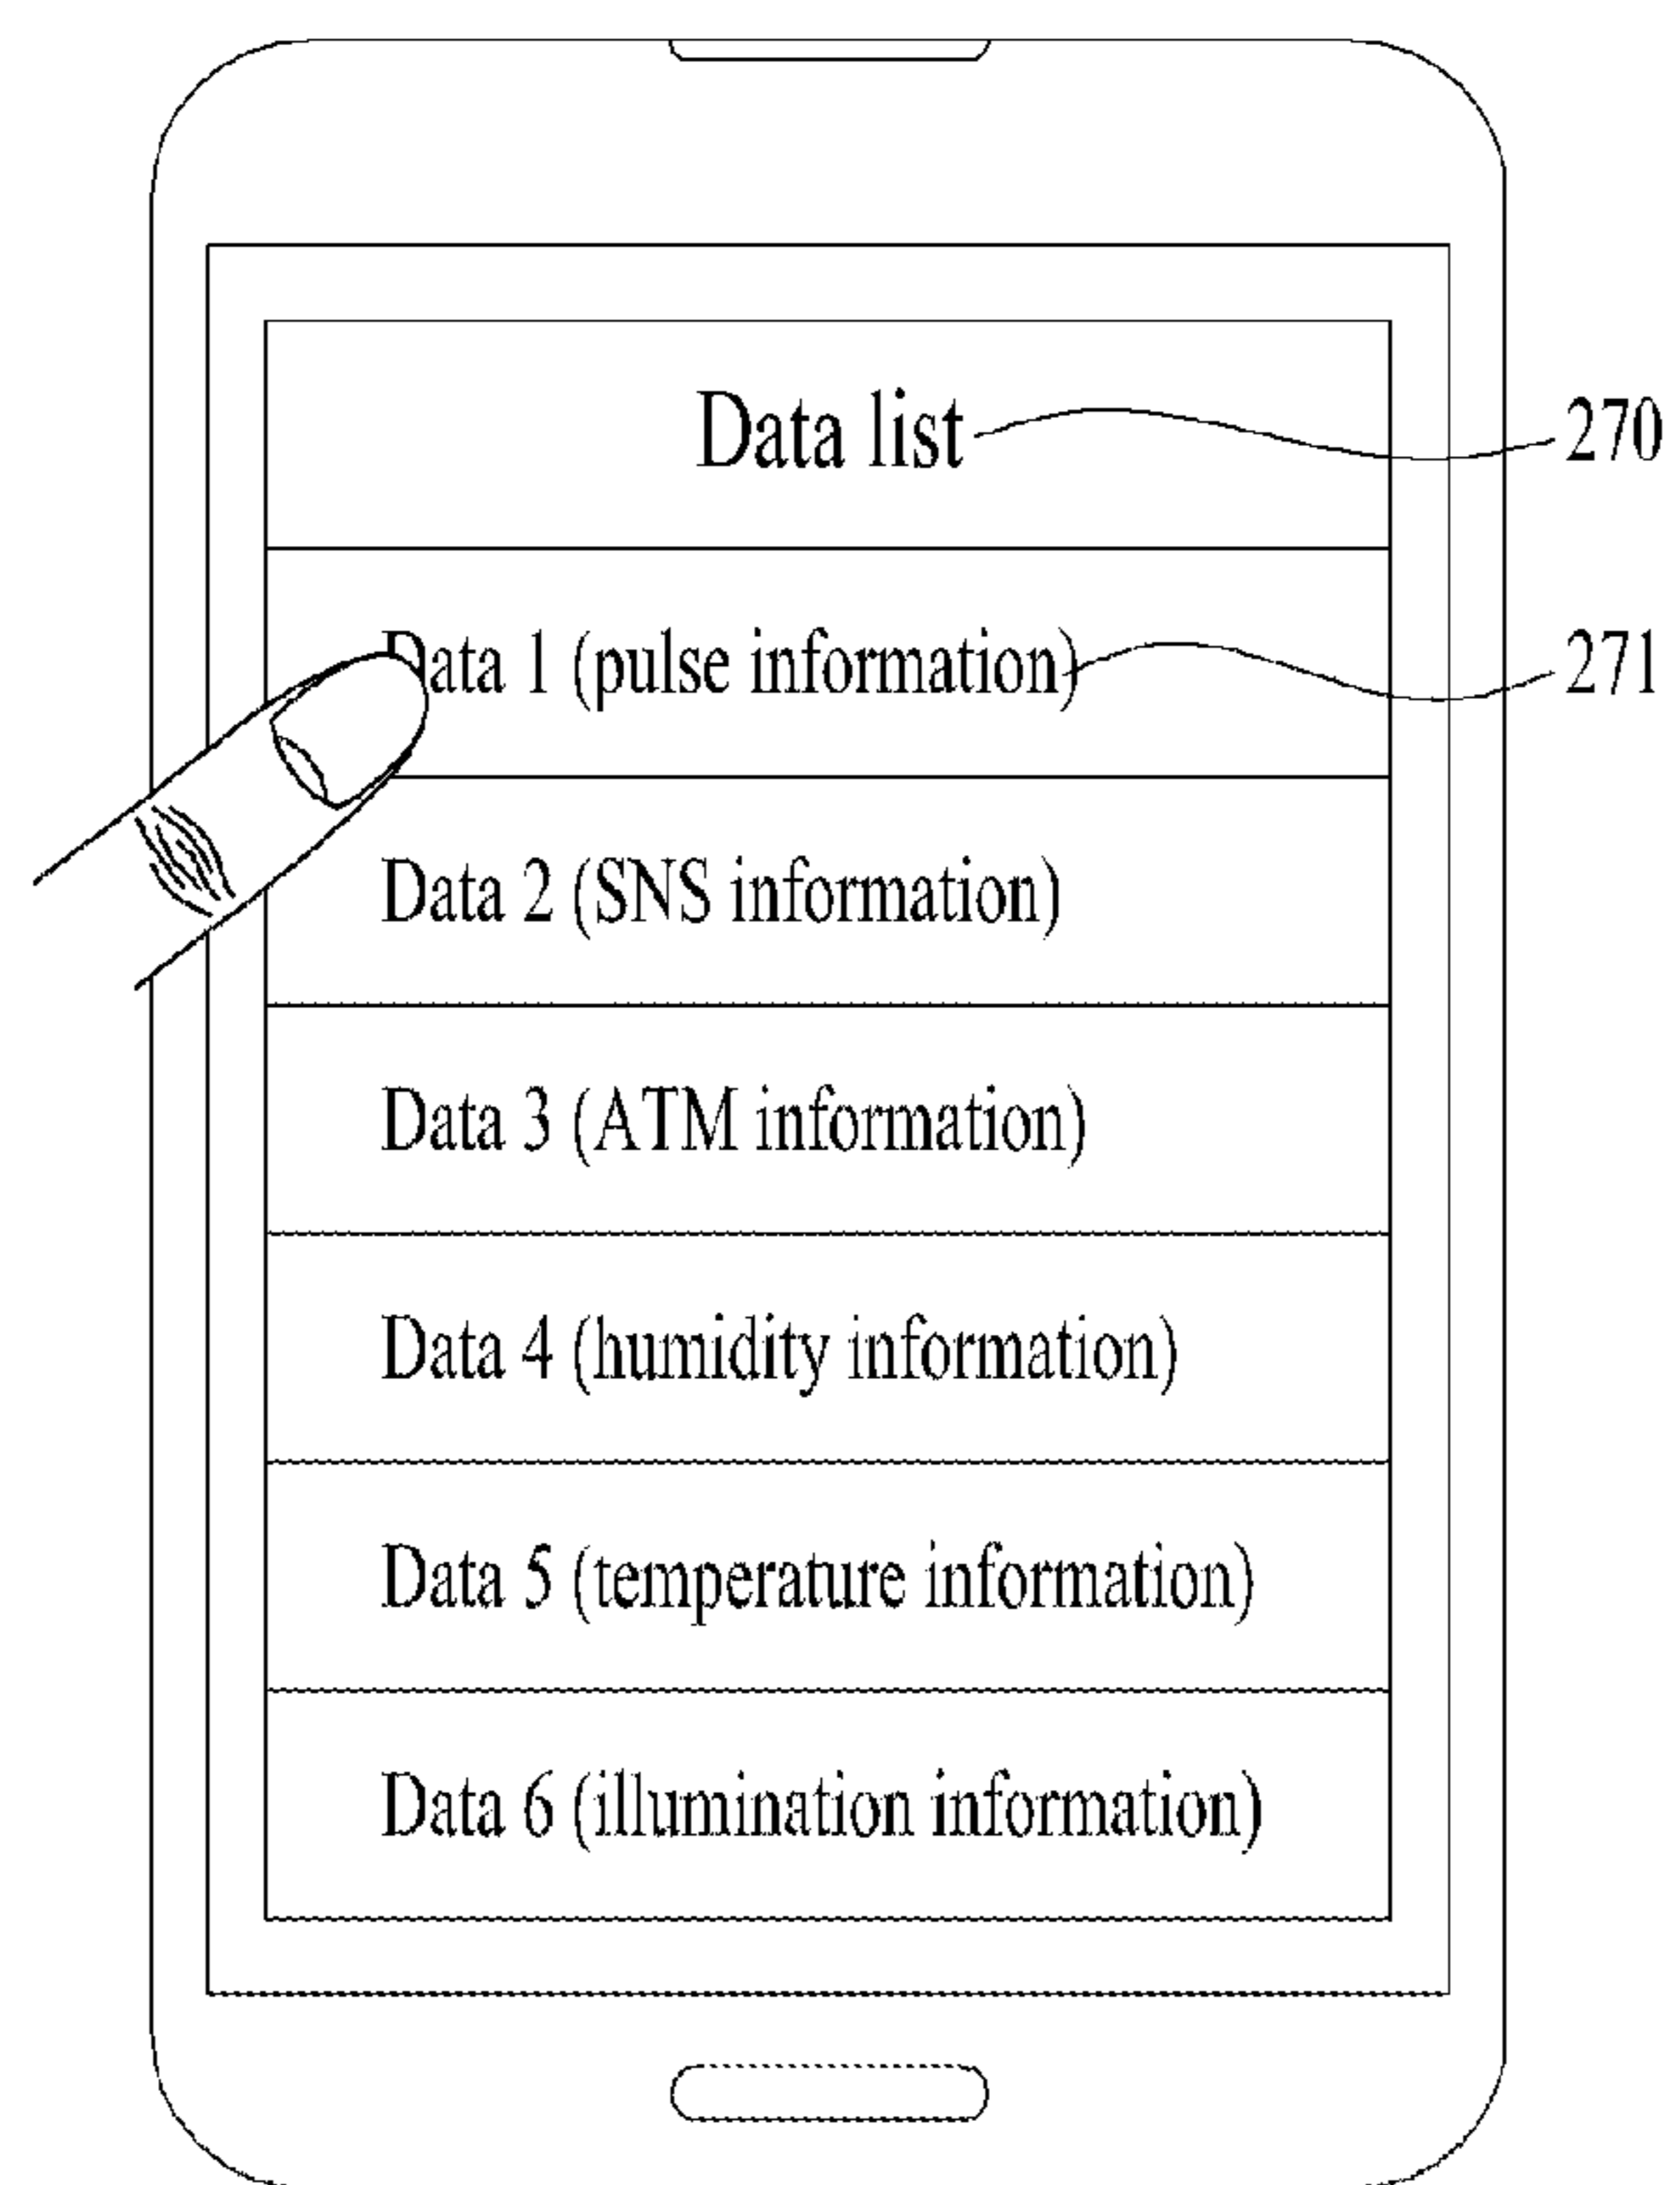 Data list 270
Data 1 (pulse information) 271
Data 2 (SNS information)
Data 3 (ATM information)
Data 4 (humidity information)
Data 5 (temperature information)
Data 6 (illumination information)